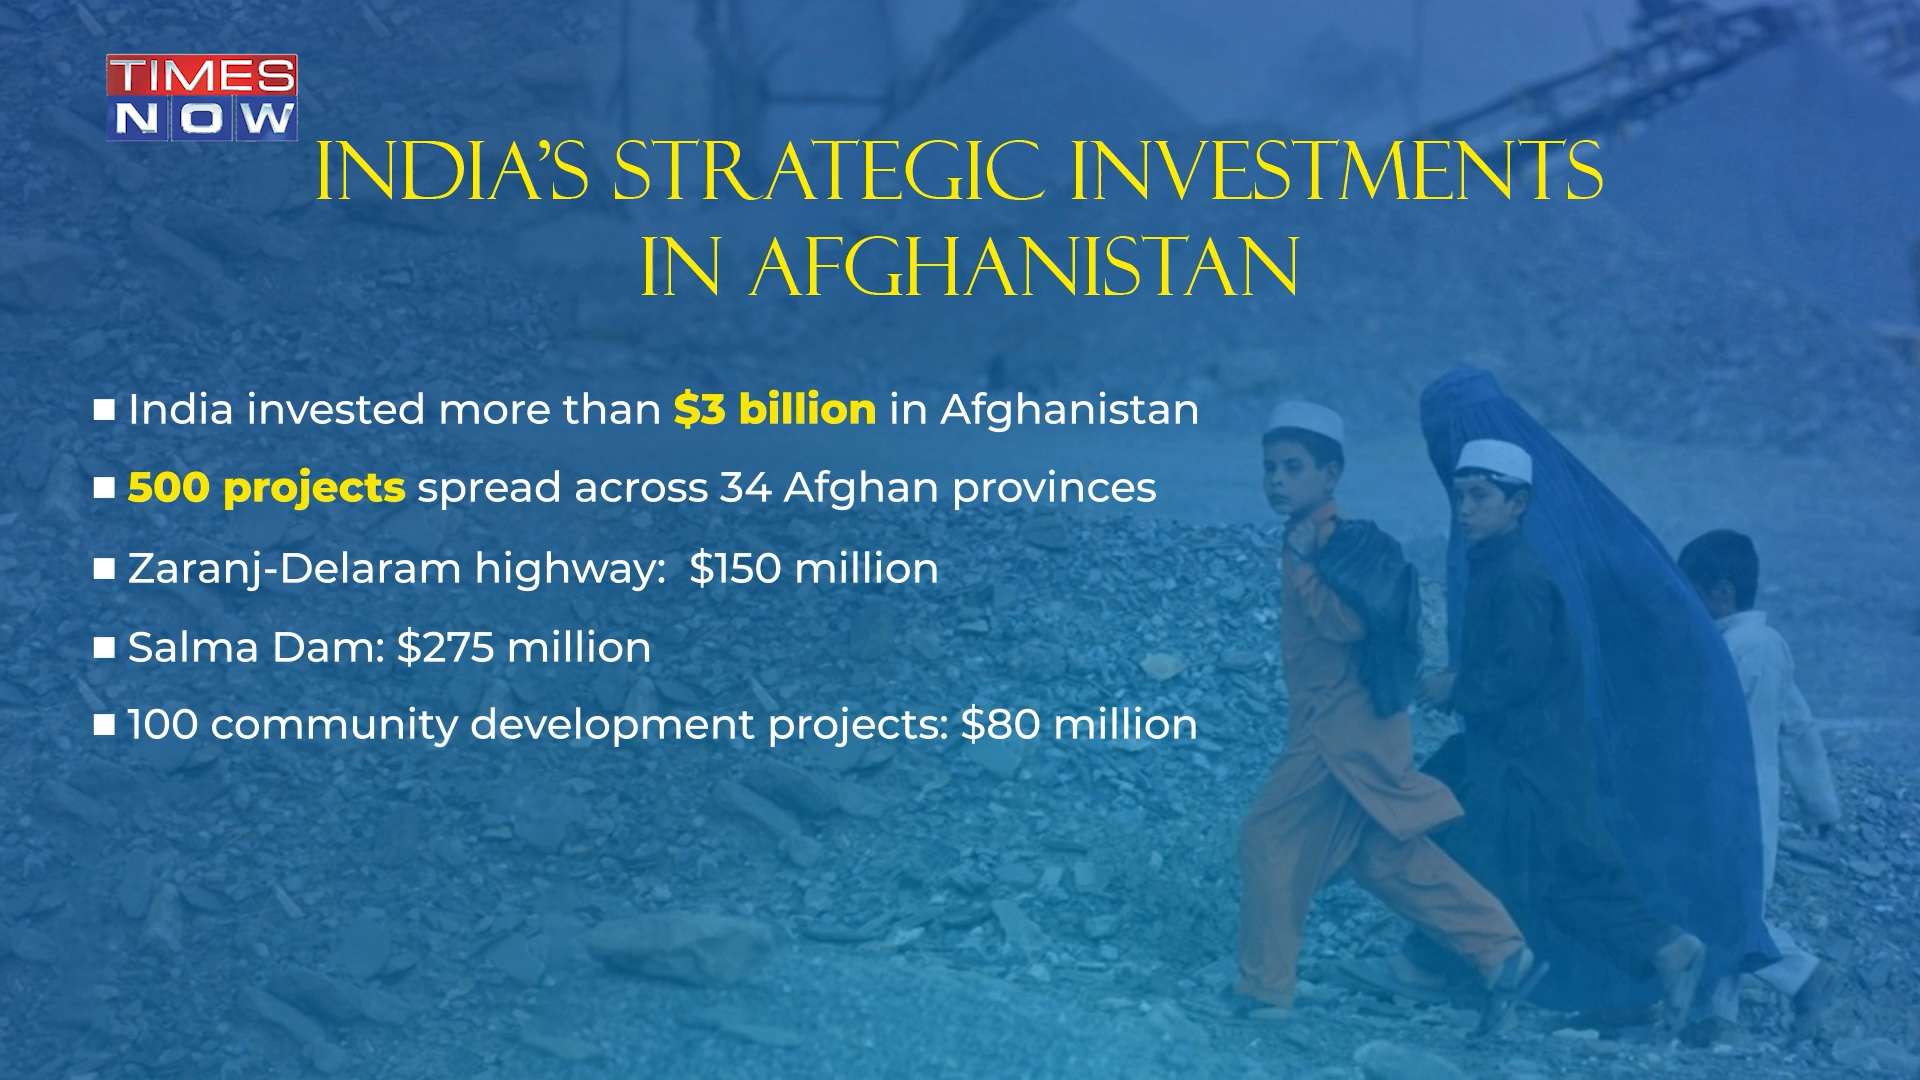 TIMES
NOW
INDIA'S STRATEGIC INVESTMENTS
IN AFGHANISTAN
■ India invested more than $3 billion in Afghanistan
■ 500 projects spread across 34 Afghan provinces
■ Zaranj-Delaram highway: $150 million
■ Salma Dam: $275 million
■ 100 community development projects: $80 million